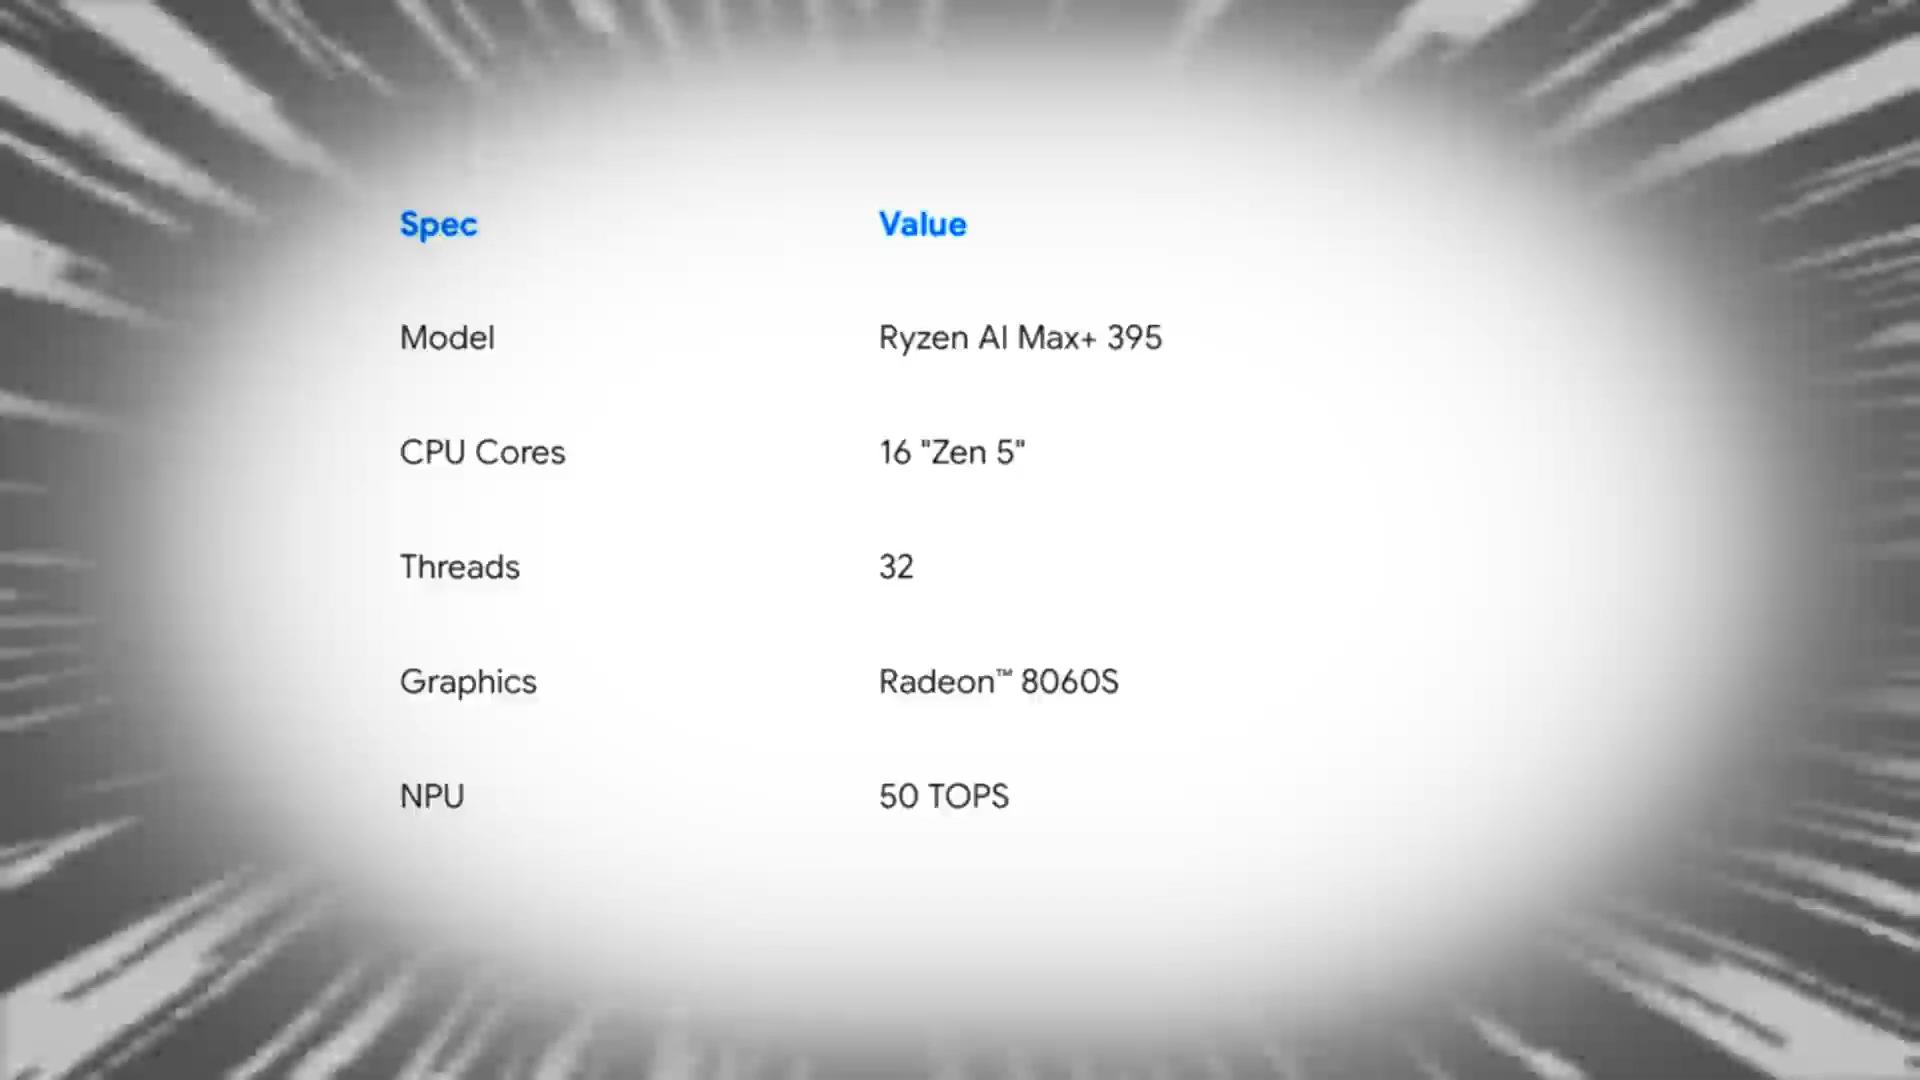 Spec Value
Model Ryzen AI Max+ 395
CPU Cores 16 "Zen 5"
Threads 32
Graphics Radeon™ 8060S
NPU 50 TOPS